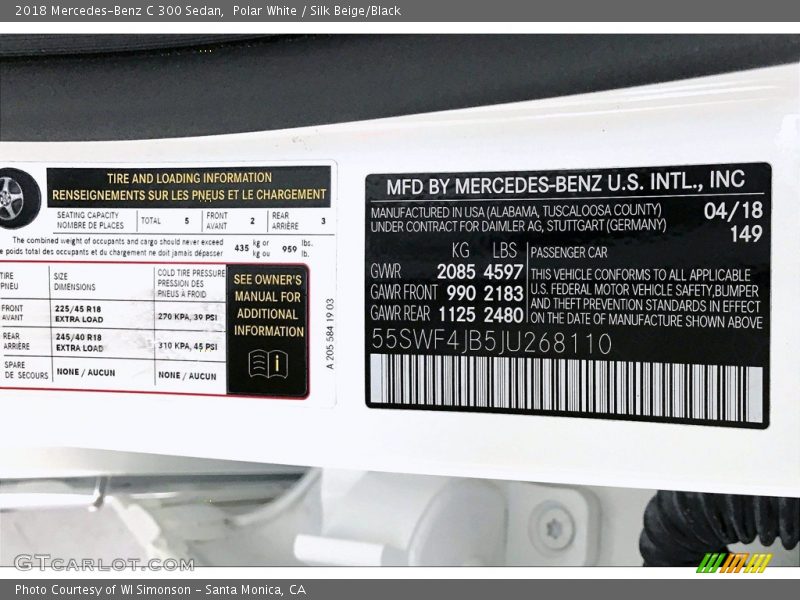 2018 Mercedes-Benz C 300 Sedan,  Polar White / Silk Beige/Black
TIRE AND LOADING INFORMATION
RENSEIGNEMENTS SUR LES PNEUS ET LE CHARGEMENT
SEATING CAPACITY
NOMBRE DE PLACES
TOTAL 5
FRONT
AVANT 2
REAR
ARRIÈRE 3
The combined weight of occupants and cargo should never exceed
poids total des occupants et du chargement ne doit jamais dépasser
435 kg or
kg ou
959 lbs.
lb.
TIRE
PNEU
SIZE
DIMENSIONS
COLD TIRE PRESSURE
PRESSION DES
PNEUS À FROID
FRONT
AVANT
225/45 R18
EXTRA LOAD
270 KPA, 39 PSI
REAR
ARRIÈRE
245/40 R18
EXTRA LOAD
310 KPA, 45 PSI
SPARE
DE SECOURS
NONE / AUCUN
NONE / AUCUN
SEE OWNER'S
MANUAL FOR
ADDITIONAL
INFORMATION
i
A 205 584 19 03
MFD BY MERCEDES-BENZ U.S. INTL., INC
MANUFACTURED IN USA (ALABAMA, TUSCALOOSA COUNTY)
UNDER CONTRACT FOR DAIMLER AG, STUTTGART (GERMANY)
04/18
149
KG LBS
GWR 2085 4597
GAWR FRONT 990 2183
GAWR REAR 1125 2480
PASSENGER CAR
THIS VEHICLE CONFORMS TO ALL APPLICABLE
U.S. FEDERAL MOTOR VEHICLE SAFETY,BUMPER
AND THEFT PREVENTION STANDARDS IN EFFECT
ON THE DATE OF MANUFACTURE SHOWN ABOVE
55SWF4JB5JU268110
GTCARLOT.COM
Photo Courtesy of WI Simonson - Santa Monica, CA